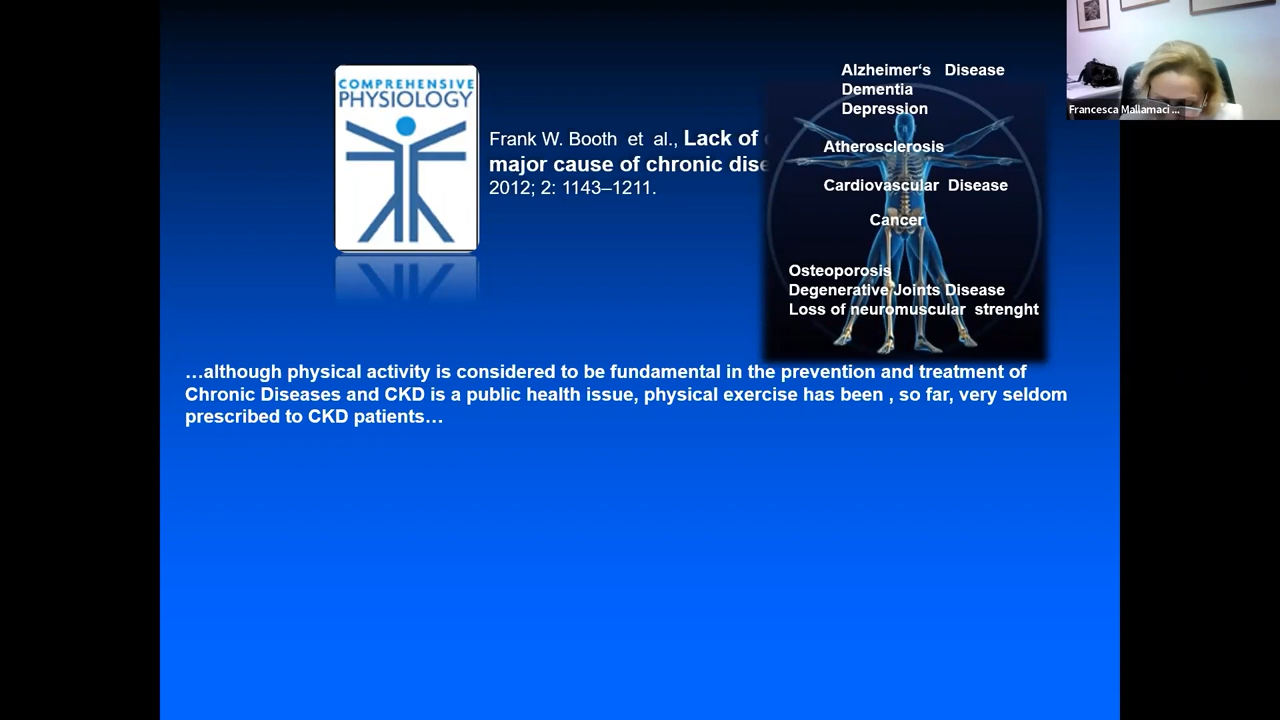 COMPREHENSIVE
PHYSIOLOGY
Frank W. Booth et al., Lack of
major cause of chronic dise
2012; 2: 1143–1211.
Alzheimer‘s Disease
Dementia
Depression
Atherosclerosis
Cardiovascular Disease
Cancer
Osteoporosis
Degenerative Joints Disease
Loss of neuromuscular strenght
Francesca Mallamaci ...
…although physical activity is considered to be fundamental in the prevention and treatment of
Chronic Diseases and CKD is a public health issue, physical exercise has been , so far, very seldom
prescribed to CKD patients…